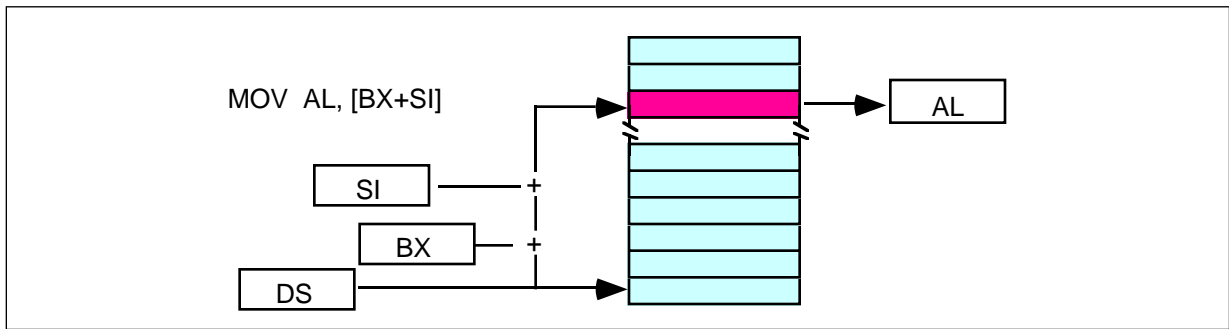 MOV AL, [BX+SI]
AL
SI
+
BX
+
DS